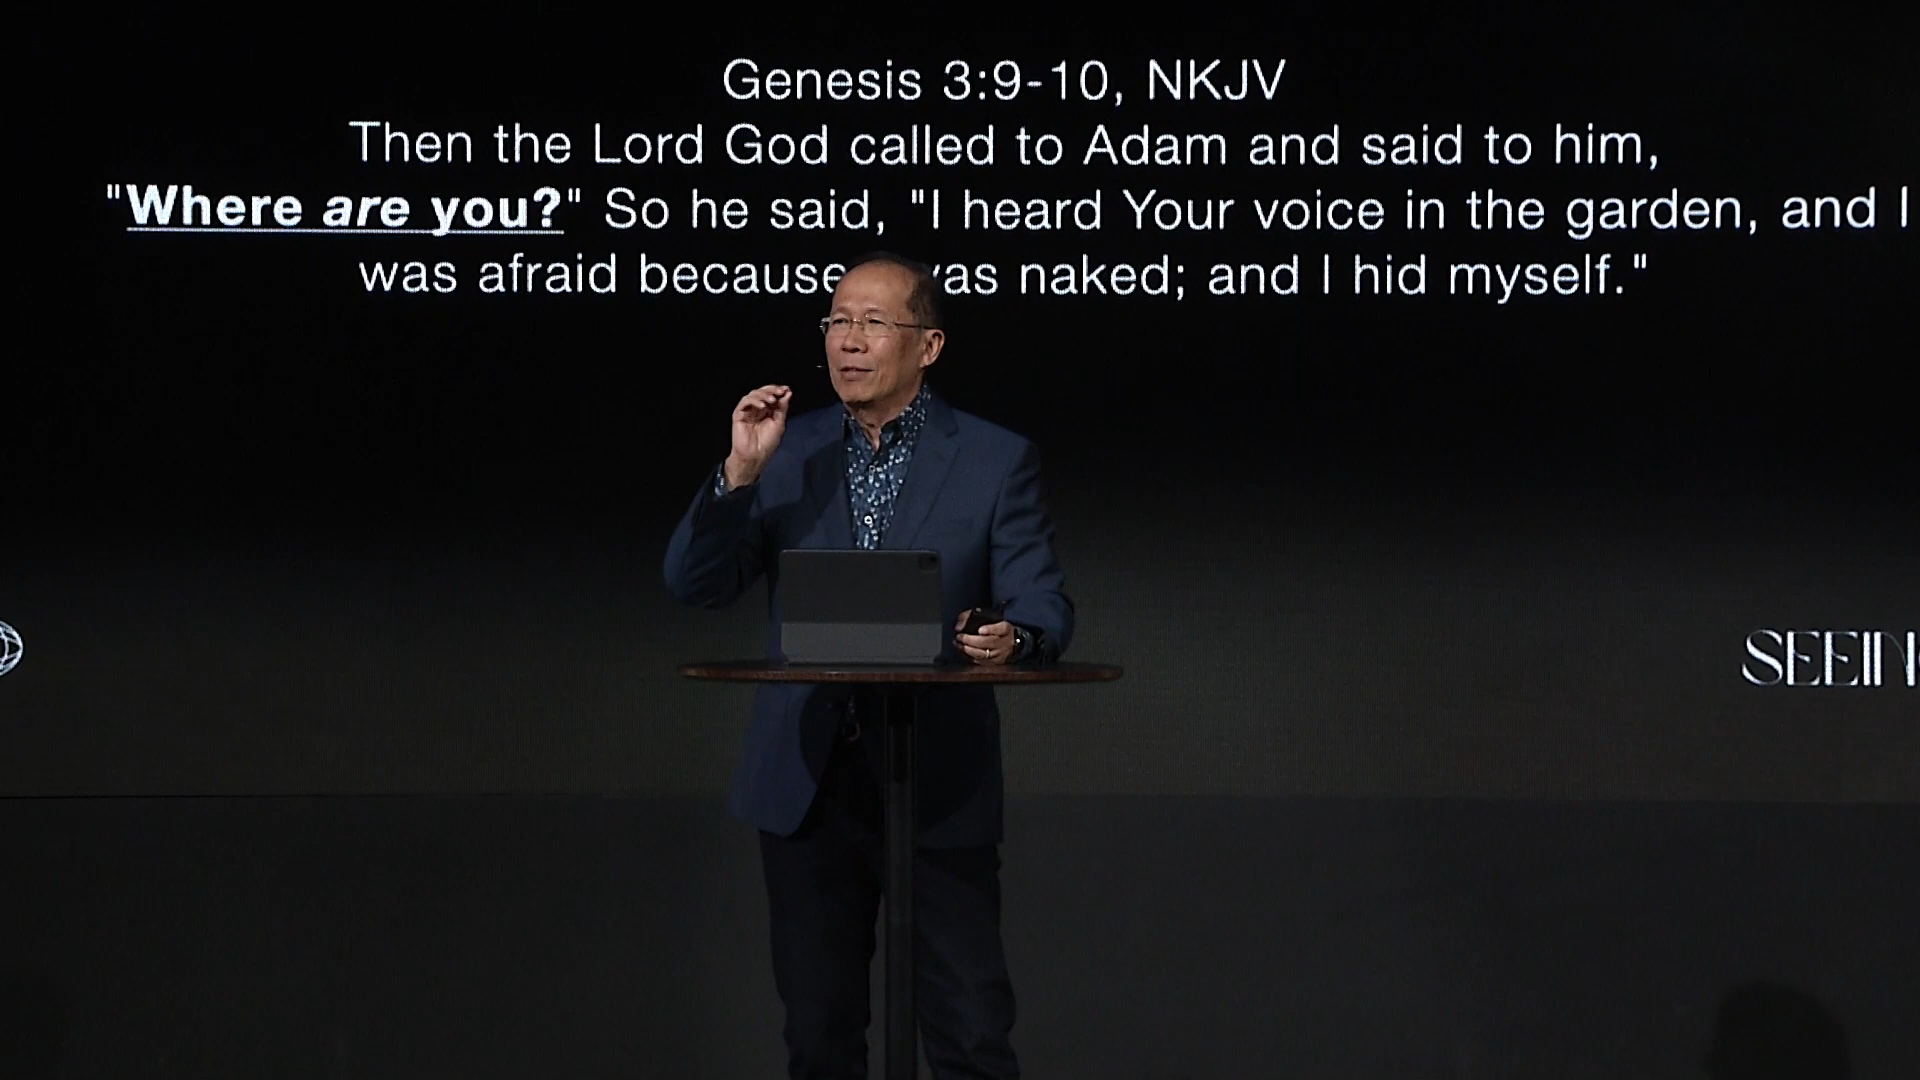 Genesis 3:9-10, NKJV
Then the Lord God called to Adam and said to him,
"Where are you?" So he said, "I heard Your voice in the garden, and I
was afraid because was naked; and I hid myself."
SEEIN